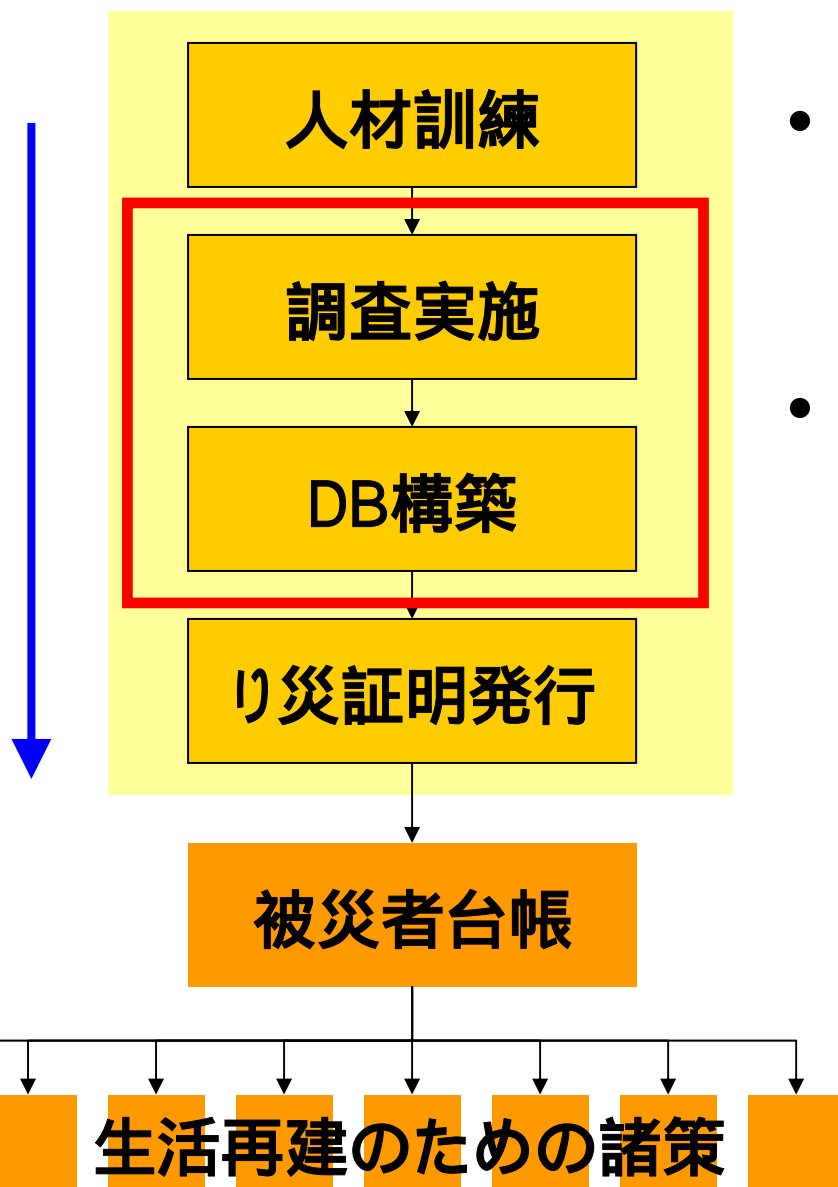 人材訓練
調査実施
DB構築
り災証明発行
被災者台帳
生活再建のための諸策